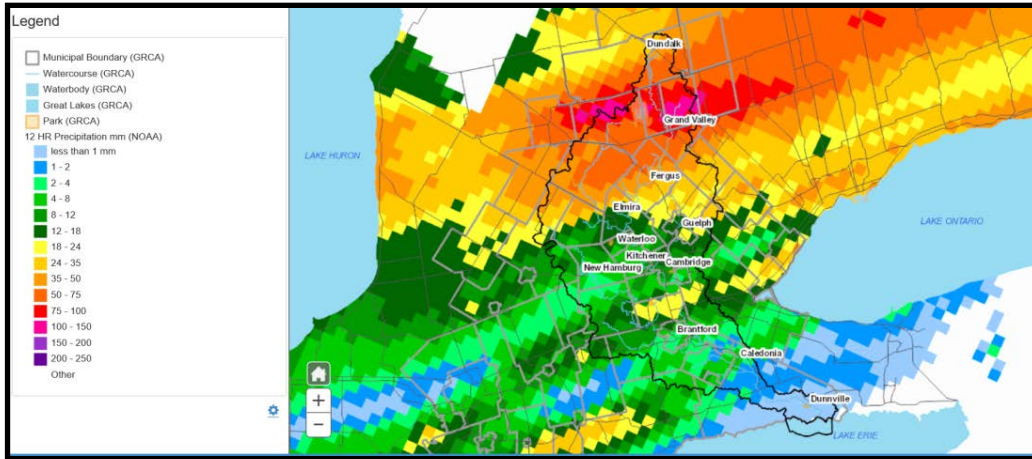 Legend
Municipal Boundary (GRCA)
Watercourse (GRCA)
Waterbody (GRCA)
Great Lakes (GRCA)
Park (GRCA)
12 HR Precipitation mm (NOAA)
less than 1 mm
1 - 2
2 - 4
4 - 8
8 - 12
12 - 18
18 - 24
24 - 35
35 - 50
50 - 75
75 - 100
100 - 150
150 - 200
200 - 250
Other
Dundalk
Grand Valley
LAKE HURON
Fergus
Elmira
Guelph
LAKE ONTARIO
Waterloo
Kitchener
Cambridge
New Hamburg
Brantford
Caledonia
Dunnville
LAKE ERIE
+
−